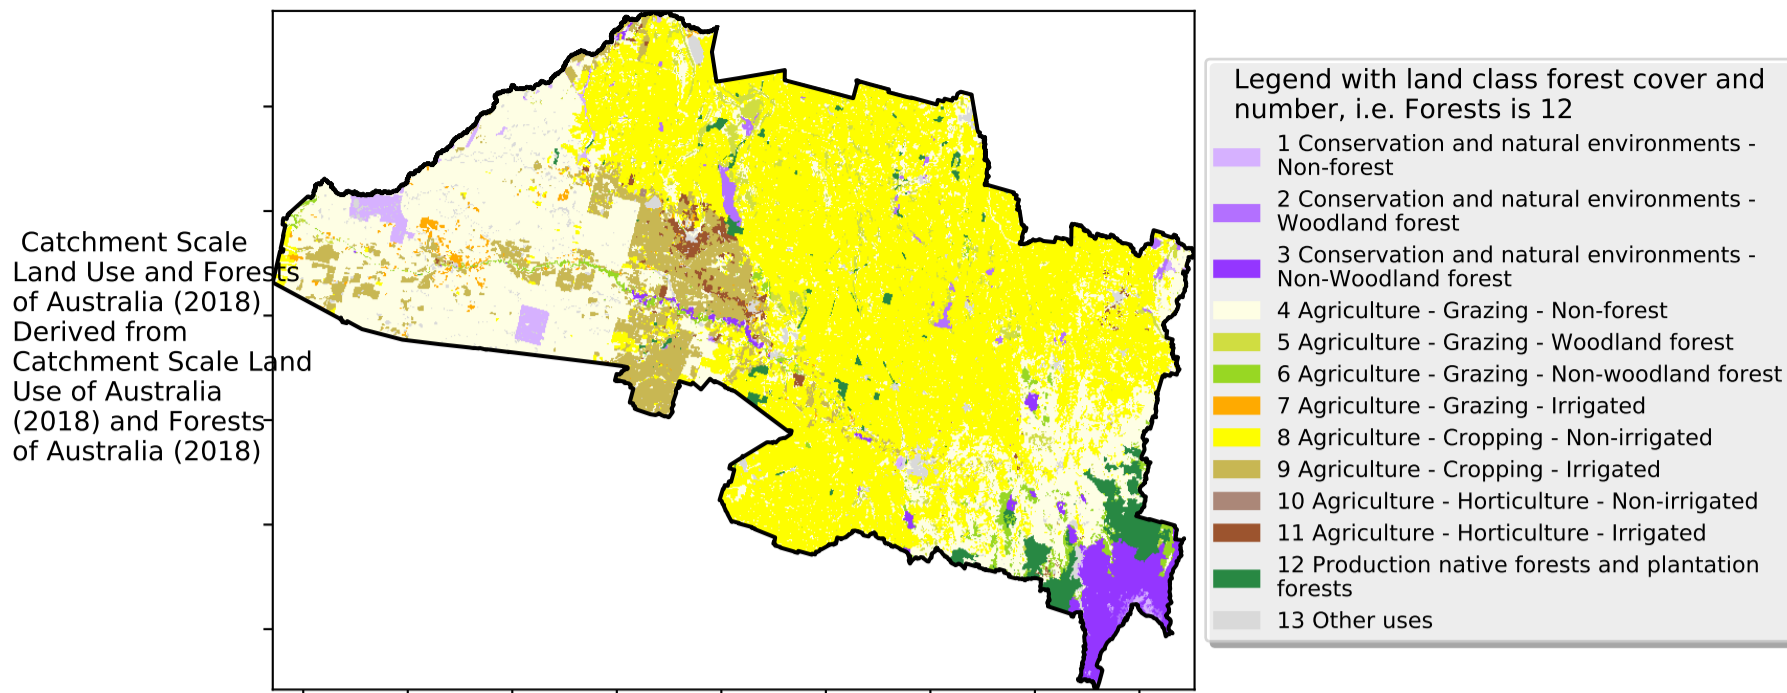 Catchment Scale
Land Use and Forests
of Australia (2018)
Derived from
Catchment Scale Land
Use of Australia
(2018) and Forests
of Australia (2018)
Legend with land class forest cover and
number, i.e. Forests is 12
1 Conservation and natural environments -
Non-forest
2 Conservation and natural environments -
Woodland forest
3 Conservation and natural environments -
Non-Woodland forest
4 Agriculture - Grazing - Non-forest
5 Agriculture - Grazing - Woodland forest
6 Agriculture - Grazing - Non-woodland forest
7 Agriculture - Grazing - Irrigated
8 Agriculture - Cropping - Non-irrigated
9 Agriculture - Cropping - Irrigated
10 Agriculture - Horticulture - Non-irrigated
11 Agriculture - Horticulture - Irrigated
12 Production native forests and plantation
forests
13 Other uses